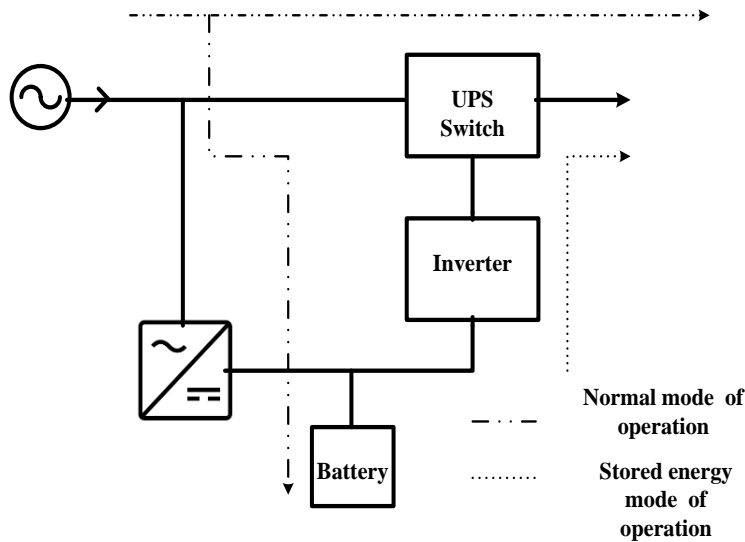 UPS
Switch
Inverter
Battery
Normal mode of
operation
Stored energy
mode of
operation